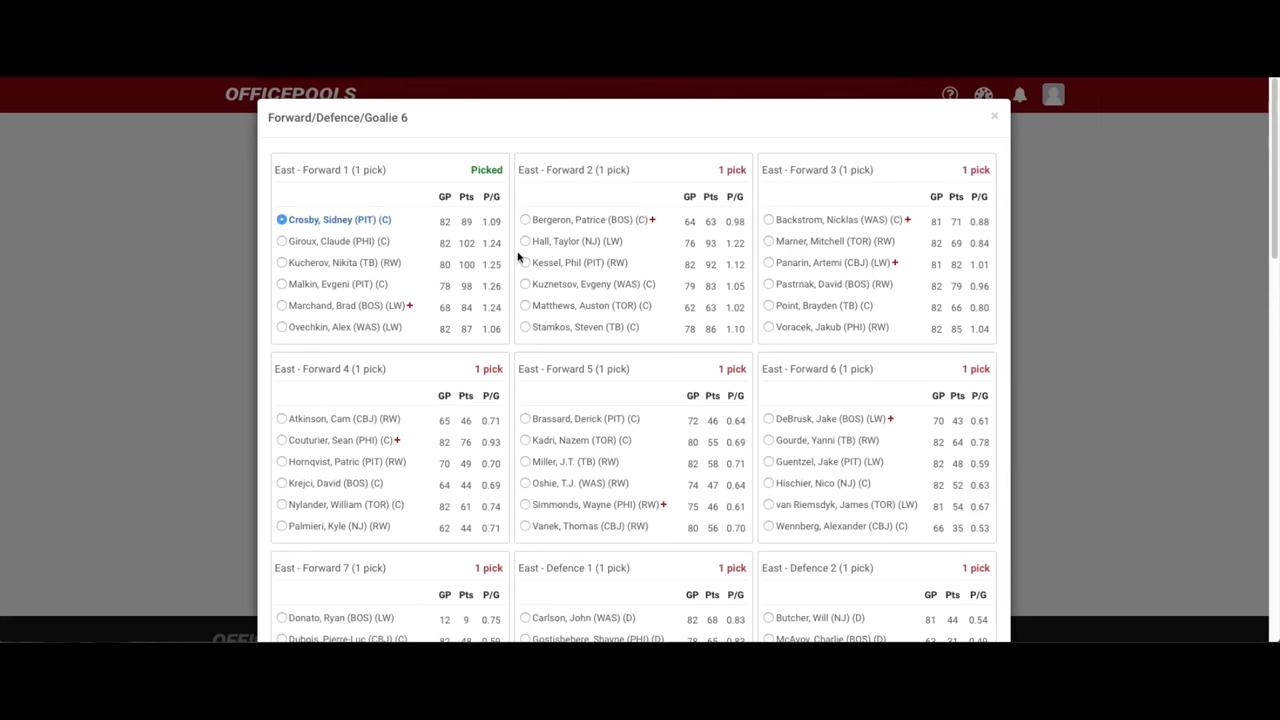 OFFICEPOOLS
Forward/Defence/Goalie 6
×
East - Forward 1 (1 pick) Picked
GP Pts P/G
Crosby, Sidney (PIT) (C) 82 89 1.09
Giroux, Claude (PHI) (C) 82 102 1.24
Kucherov, Nikita (TB) (RW) 80 100 1.25
Malkin, Evgeni (PIT) (C) 78 98 1.26
Marchand, Brad (BOS) (LW)+ 68 84 1.24
Ovechkin, Alex (WAS) (LW) 82 87 1.06
East - Forward 2 (1 pick) 1 pick
GP Pts P/G
Bergeron, Patrice (BOS) (C)+ 64 63 0.98
Hall, Taylor (NJ) (LW) 76 93 1.22
Kessel, Phil (PIT) (RW) 82 92 1.12
Kuznetsov, Evgeny (WAS) (C) 79 83 1.05
Matthews, Auston (TOR) (C) 62 63 1.02
Stamkos, Steven (TB) (C) 78 86 1.10
East - Forward 3 (1 pick) 1 pick
GP Pts P/G
Backstrom, Nicklas (WAS) (C)+ 81 71 0.88
Marner, Mitchell (TOR) (RW) 82 69 0.84
Panarin, Artemi (CBJ) (LW)+ 81 82 1.01
Pastrnak, David (BOS) (RW) 82 79 0.96
Point, Brayden (TB) (C) 82 66 0.80
Voracek, Jakub (PHI) (RW) 82 85 1.04
East - Forward 4 (1 pick) 1 pick
GP Pts P/G
Atkinson, Cam (CBJ) (RW) 65 46 0.71
Couturier, Sean (PHI) (C)+ 82 76 0.93
Hornqvist, Patric (PIT) (RW) 70 49 0.70
Krejci, David (BOS) (C) 64 44 0.69
Nylander, William (TOR) (C) 82 61 0.74
Palmieri, Kyle (NJ) (RW) 62 44 0.71
East - Forward 5 (1 pick) 1 pick
GP Pts P/G
Brassard, Derick (PIT) (C) 72 46 0.64
Kadri, Nazem (TOR) (C) 80 55 0.69
Miller, J.T. (TB) (RW) 82 58 0.71
Oshie, T.J. (WAS) (RW) 74 47 0.64
Simmonds, Wayne (PHI) (RW)+ 75 46 0.61
Vanek, Thomas (CBJ) (RW) 80 56 0.70
East - Forward 6 (1 pick) 1 pick
GP Pts P/G
DeBrusk, Jake (BOS) (LW)+ 70 43 0.61
Gourde, Yanni (TB) (RW) 82 64 0.78
Guentzel, Jake (PIT) (LW) 82 48 0.59
Hischier, Nico (NJ) (C) 82 52 0.63
van Riemsdyk, James (TOR) (LW) 81 54 0.67
Wennberg, Alexander (CBJ) (C) 66 35 0.53
East - Forward 7 (1 pick) 1 pick
GP Pts P/G
Donato, Ryan (BOS) (LW) 12 9 0.75
Dubois, Pierre-Luc (CBJ) (C) 82 48 0.59
East - Defence 1 (1 pick) 1 pick
GP Pts P/G
Carlson, John (WAS) (D) 82 68 0.83
Gostisbehere, Shayne (PHI) (D) 78 65 0.83
East - Defence 2 (1 pick) 1 pick
GP Pts P/G
Butcher, Will (NJ) (D) 81 44 0.54
McAvoy, Charlie (BOS) (D)